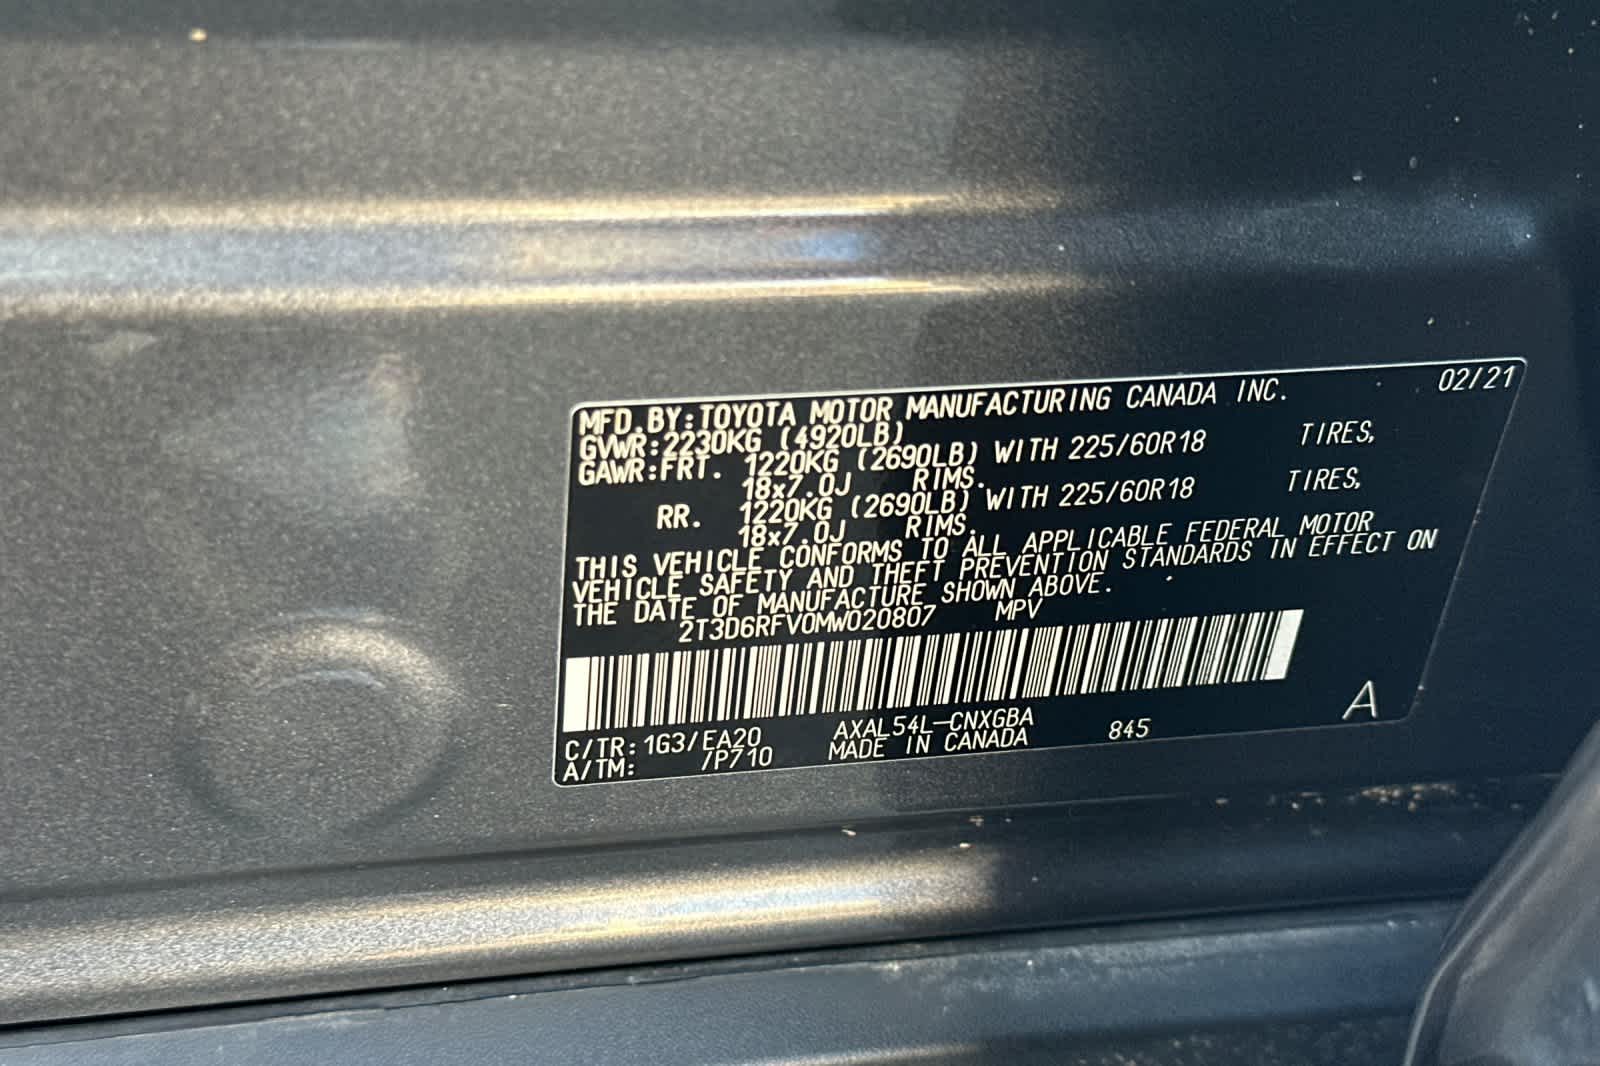 MFD.BY:TOYOTA MOTOR MANUFACTURING CANADA INC. 02/21
GVWR:2230KG (4920LB)
GAWR:FRT. 1220KG (2690LB) WITH 225/60R18 TIRES,
18x7.0J RIMS.
RR. 1220KG (2690LB) WITH 225/60R18 TIRES,
18x7.0J RIMS.
THIS VEHICLE CONFORMS TO ALL APPLICABLE FEDERAL MOTOR
VEHICLE SAFETY AND THEFT PREVENTION STANDARDS IN EFFECT ON
THE DATE OF MANUFACTURE SHOWN ABOVE.
2T3D6RFV0MW020807 MPV
C/TR: 1G3/EA20 AXAL54L-CNXGBA 845 A
A/TM: /P710 MADE IN CANADA